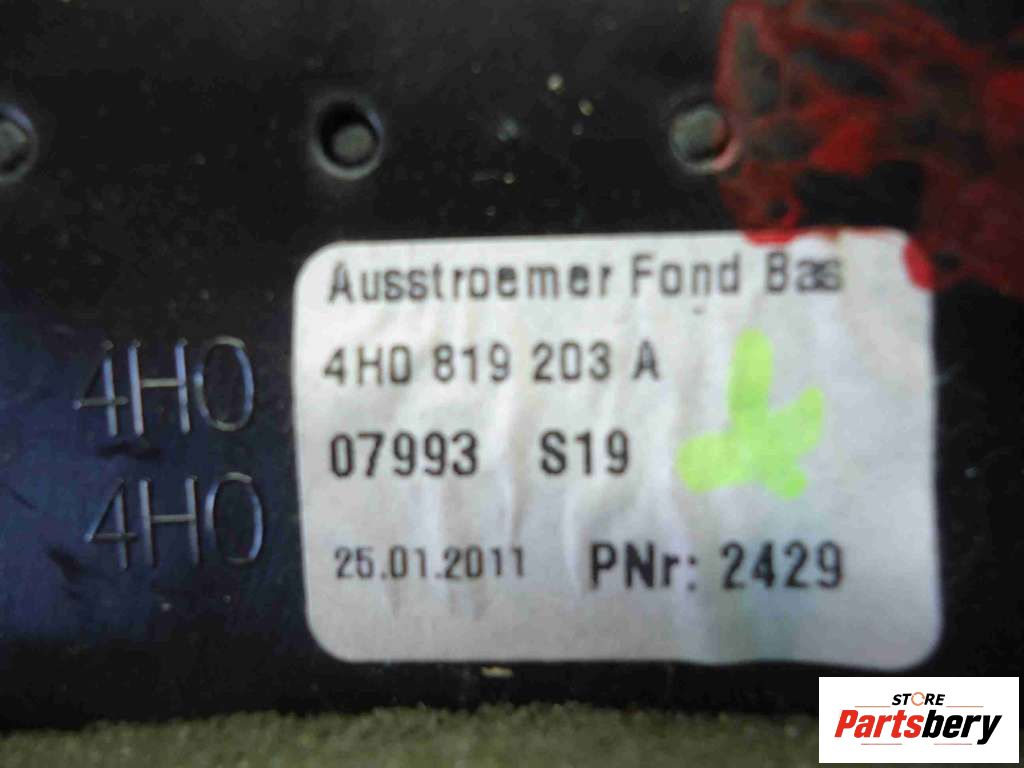 Ausstroemer Fond Bas
4H0 819 203 A
07993 S19
25.01.2011 PNr: 2429
4H0
4H0
STORE
Partsbery